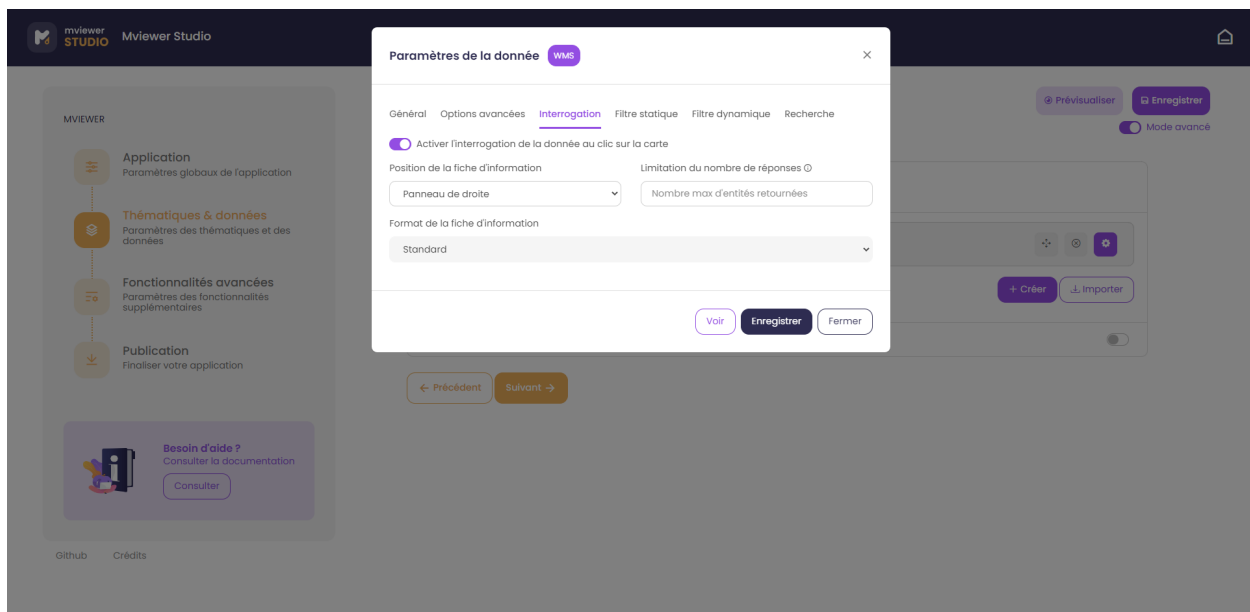 mviewer
STUDIO
Mviewer Studio
Paramètres de la donnée WMS
Général Options avancées Interrogation Filtre statique Filtre dynamique Recherche
Activer l'interrogation de la donnée au clic sur la carte
Position de la fiche d'information
Limitation du nombre de réponses
Panneau de droite
Nombre max d'entités retournées
Format de la fiche d'information
Standard
Voir Enregistrer Fermer
Prévisualiser Enregistrer
Mode avancé
MVIEWER
Application
Paramètres globaux de l'application
Thématiques & données
Paramètres des thématiques et des
données
Fonctionnalités avancées
Paramètres des fonctionnalités
supplémentaires
Publication
Finaliser votre application
+ Créer Importer
← Précédent Suivant →
Besoin d'aide ?
Consulter la documentation
Consulter
Github Crédits